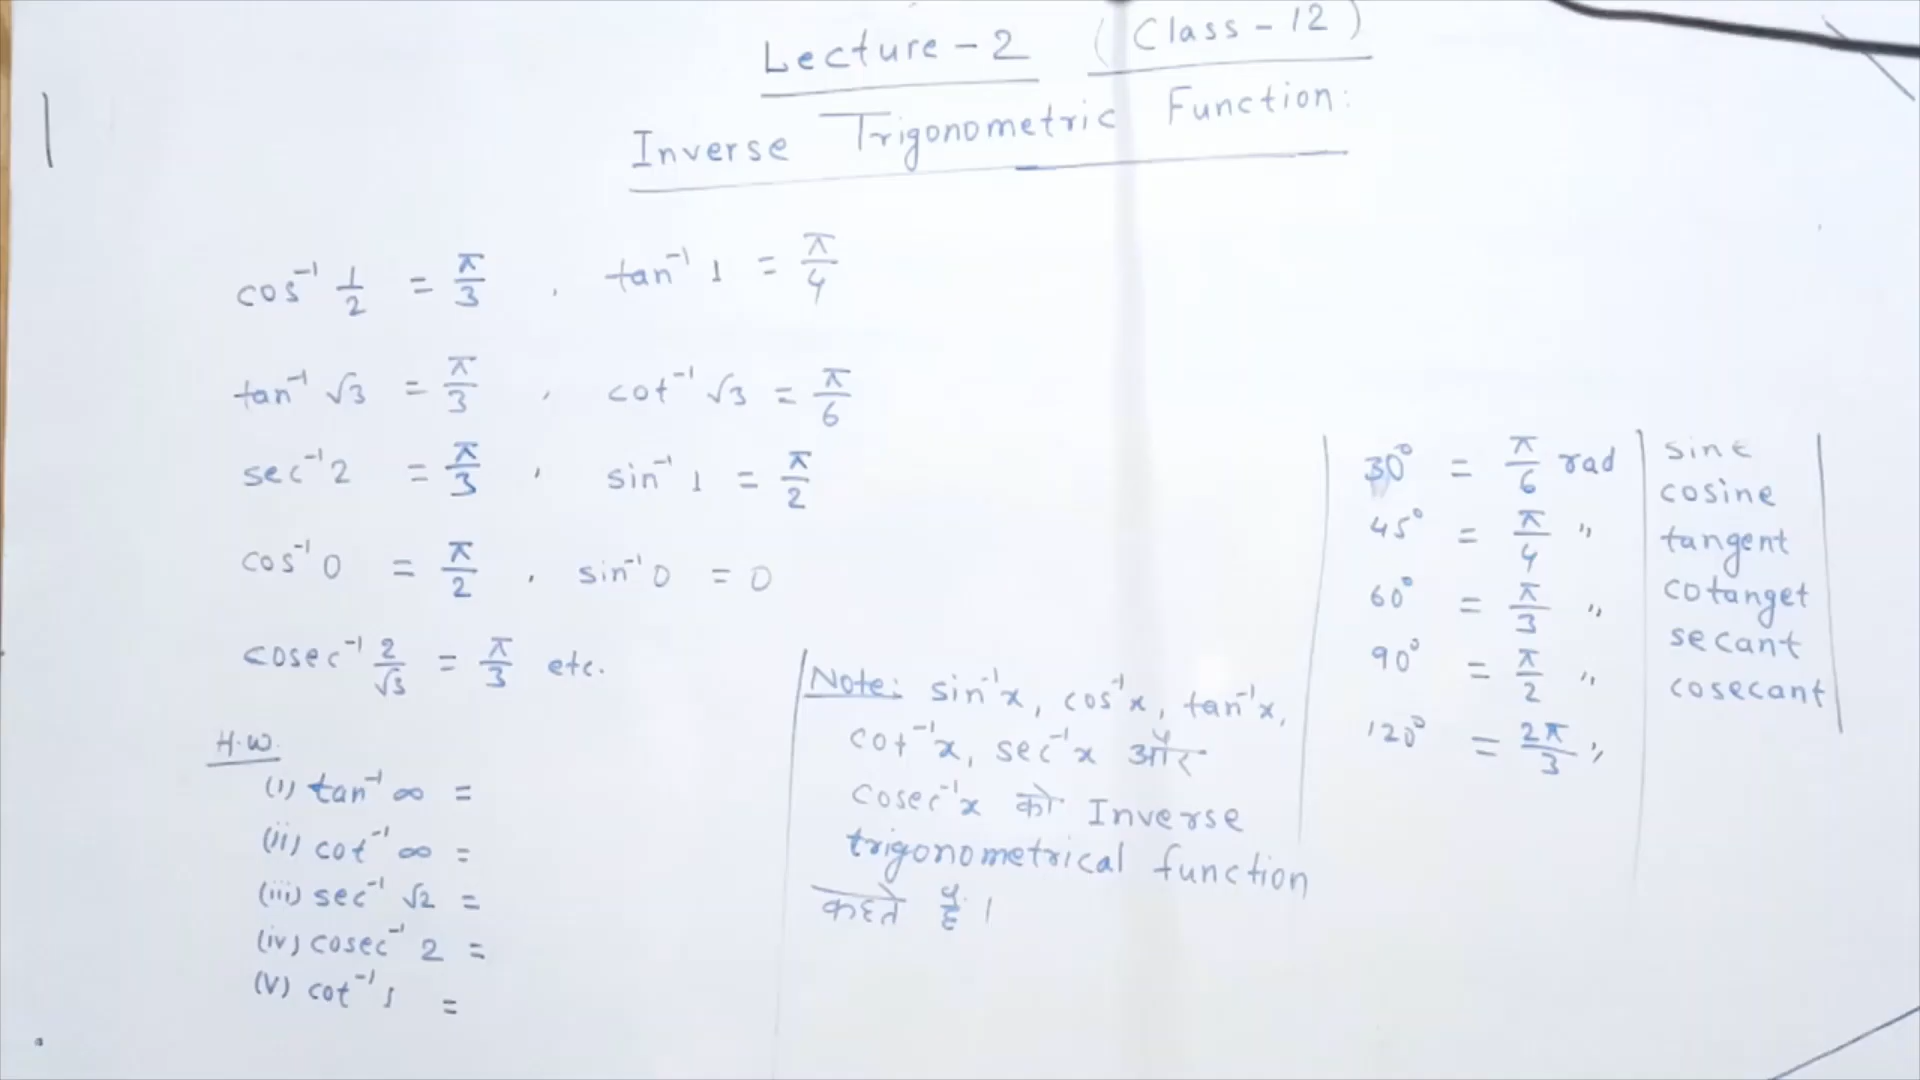 Lecture - 2 (Class - 12)
Inverse Trigonometric Function:
cos⁻¹ 1/2 = π/3 , tan⁻¹ 1 = π/4
tan⁻¹ √3 = π/3 , cot⁻¹ √3 = π/6
sec⁻¹ 2 = π/3 , sin⁻¹ 1 = π/2
cos⁻¹ 0 = π/2 , sin⁻¹ 0 = 0
cosec⁻¹ 2/√3 = π/3 etc.
H.W.
(i) tan⁻¹ ∞ =
(ii) cot⁻¹ ∞ =
(iii) sec⁻¹ √2 =
(iv) cosec⁻¹ 2 =
(v) cot⁻¹ 1 =
Note: sin⁻¹x, cos⁻¹x, tan⁻¹x,
cot⁻¹x, sec⁻¹x और
cosec⁻¹x को Inverse
trigonometrical function
कहते हैं ।
30° = π/6 rad
45° = π/4 "
60° = π/3 "
90° = π/2 "
120° = 2π/3 "
sine
cosine
tangent
cotanget
secant
cosecant